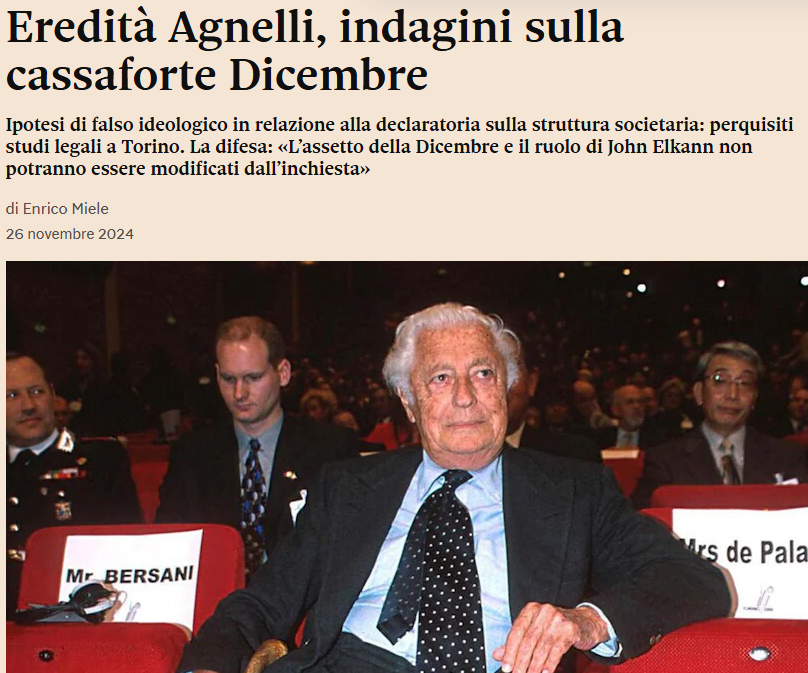 Eredità Agnelli, indagini sulla
cassaforte Dicembre
Ipotesi di falso ideologico in relazione alla declaratoria sulla struttura societaria: perquisiti
studi legali a Torino. La difesa: «L’assetto della Dicembre e il ruolo di John Elkann non
potranno essere modificati dall’inchiesta»
di Enrico Miele
26 novembre 2024
Mr. BERSANI
Mrs de Pala